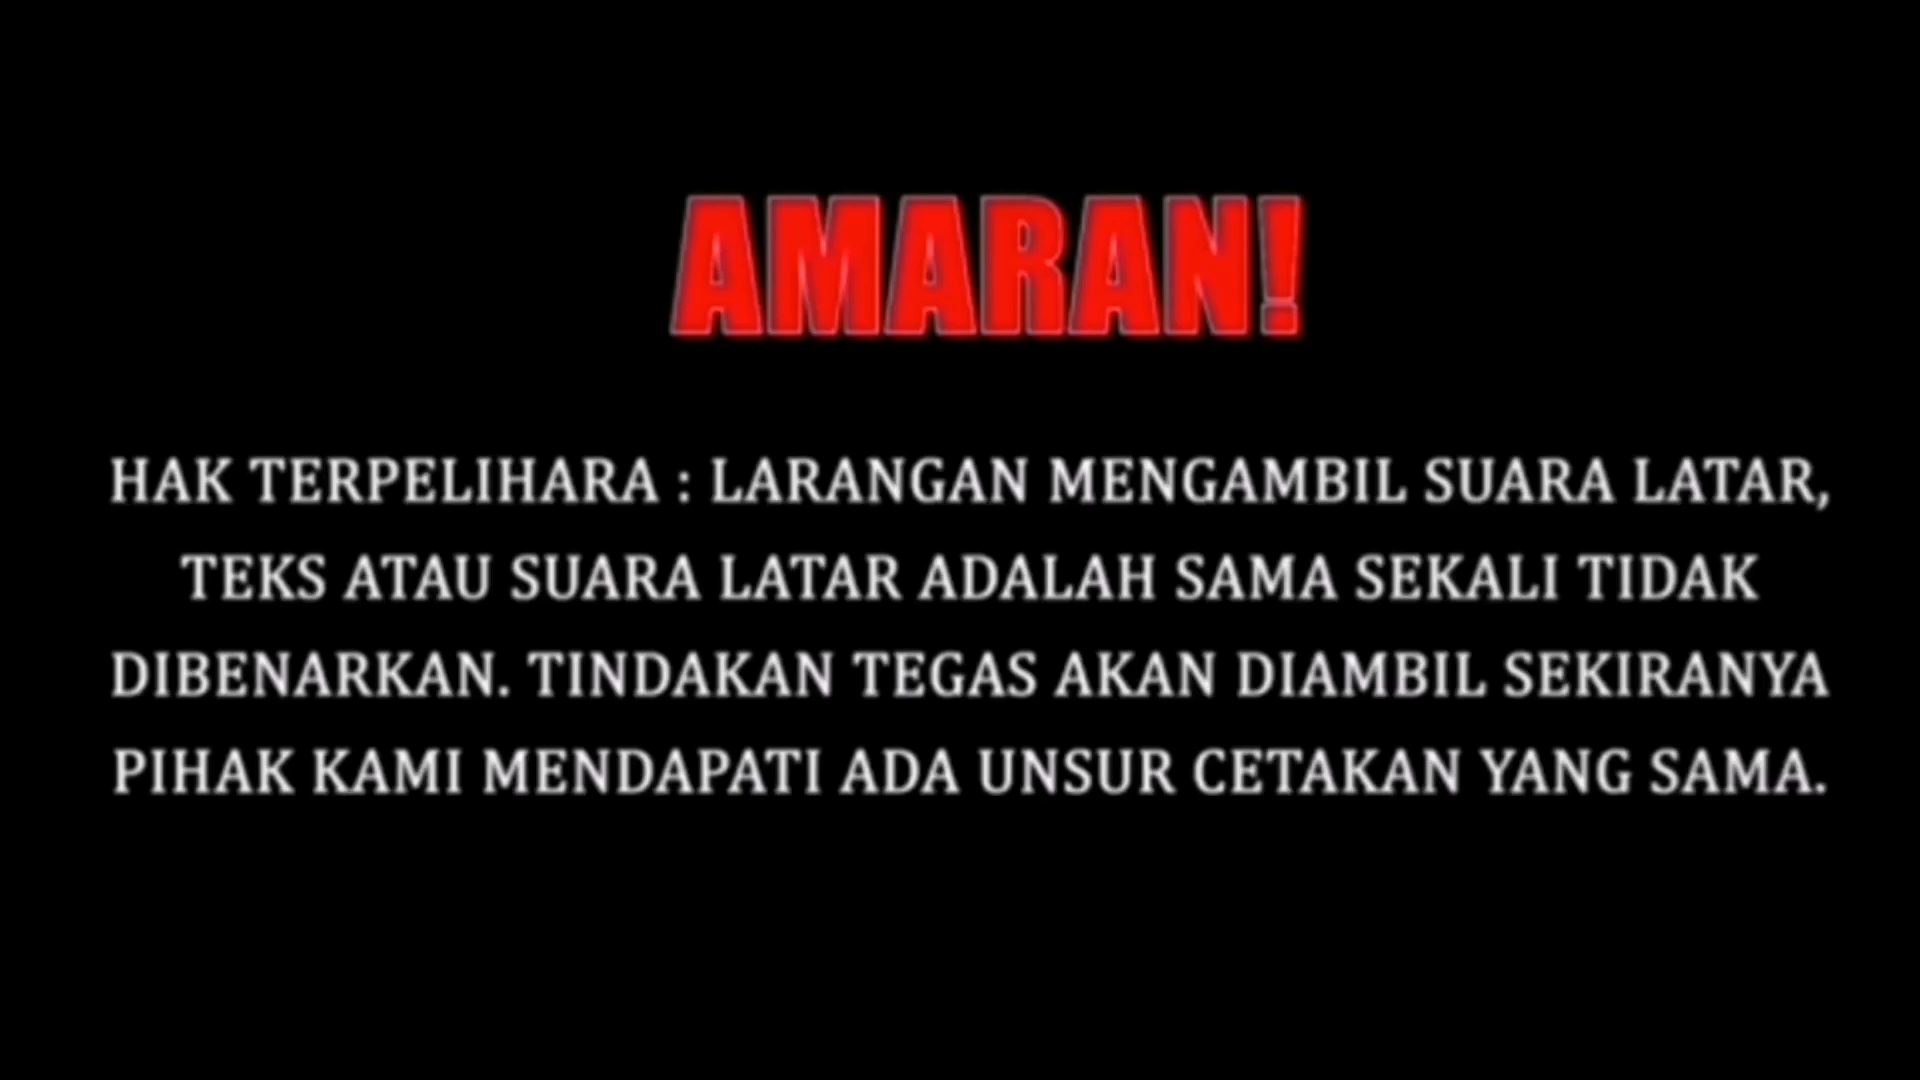 AMARAN!
HAK TERPELIHARA : LARANGAN MENGAMBIL SUARA LATAR,
TEKS ATAU SUARA LATAR ADALAH SAMA SEKALI TIDAK
DIBENARKAN. TINDAKAN TEGAS AKAN DIAMBIL SEKIRANYA
PIHAK KAMI MENDAPATI ADA UNSUR CETAKAN YANG SAMA.